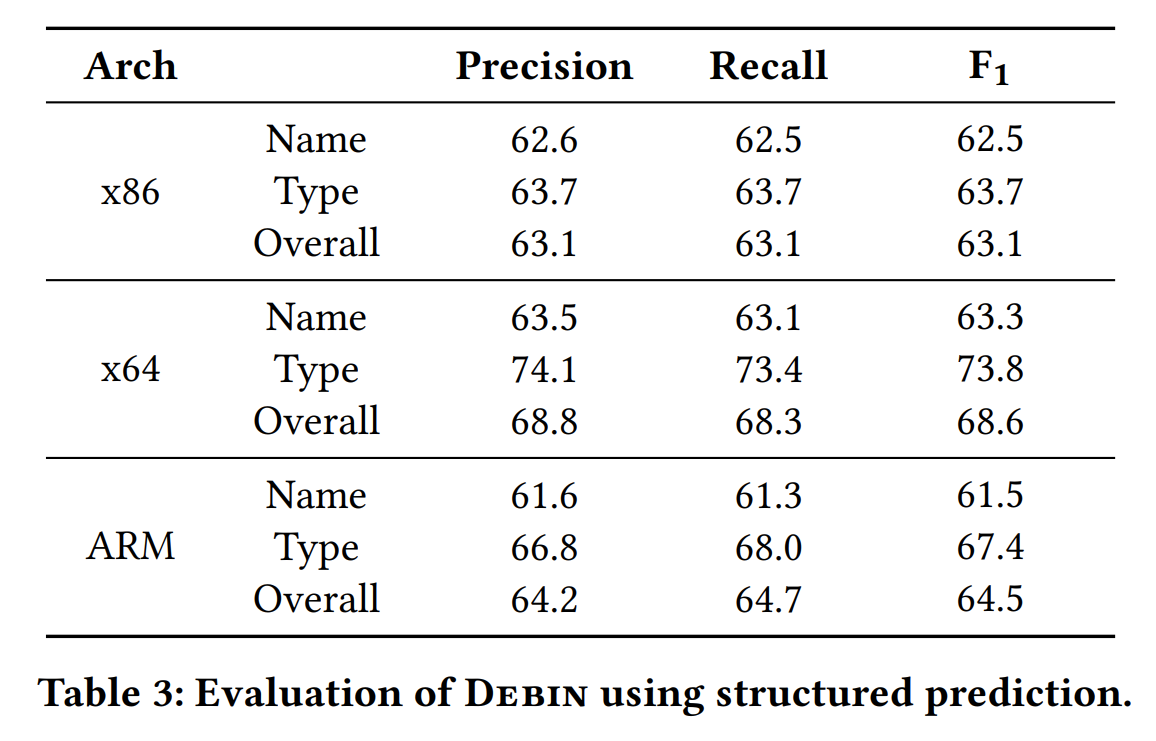 Arch Precision Recall F1
Name 62.6 62.5 62.5
x86 Type 63.7 63.7 63.7
Overall 63.1 63.1 63.1
Name 63.5 63.1 63.3
x64 Type 74.1 73.4 73.8
Overall 68.8 68.3 68.6
Name 61.6 61.3 61.5
ARM Type 66.8 68.0 67.4
Overall 64.2 64.7 64.5
Table 3: Evaluation of DEBIN using structured prediction.